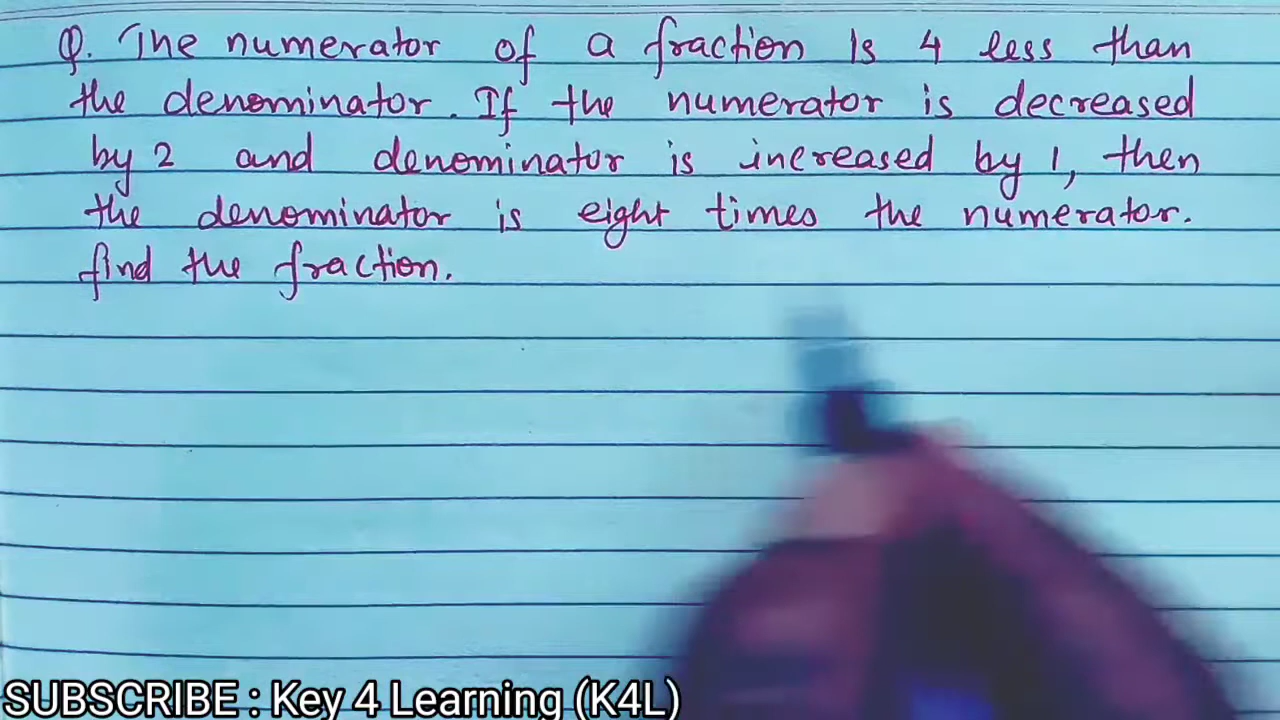 Q. The numerator of a fraction is 4 less than
the denominator. If the numerator is decreased
by 2 and denominator is increased by 1, then
the denominator is eight times the numerator.
find the fraction.
SUBSCRIBE : Key 4 Learning (K4L)